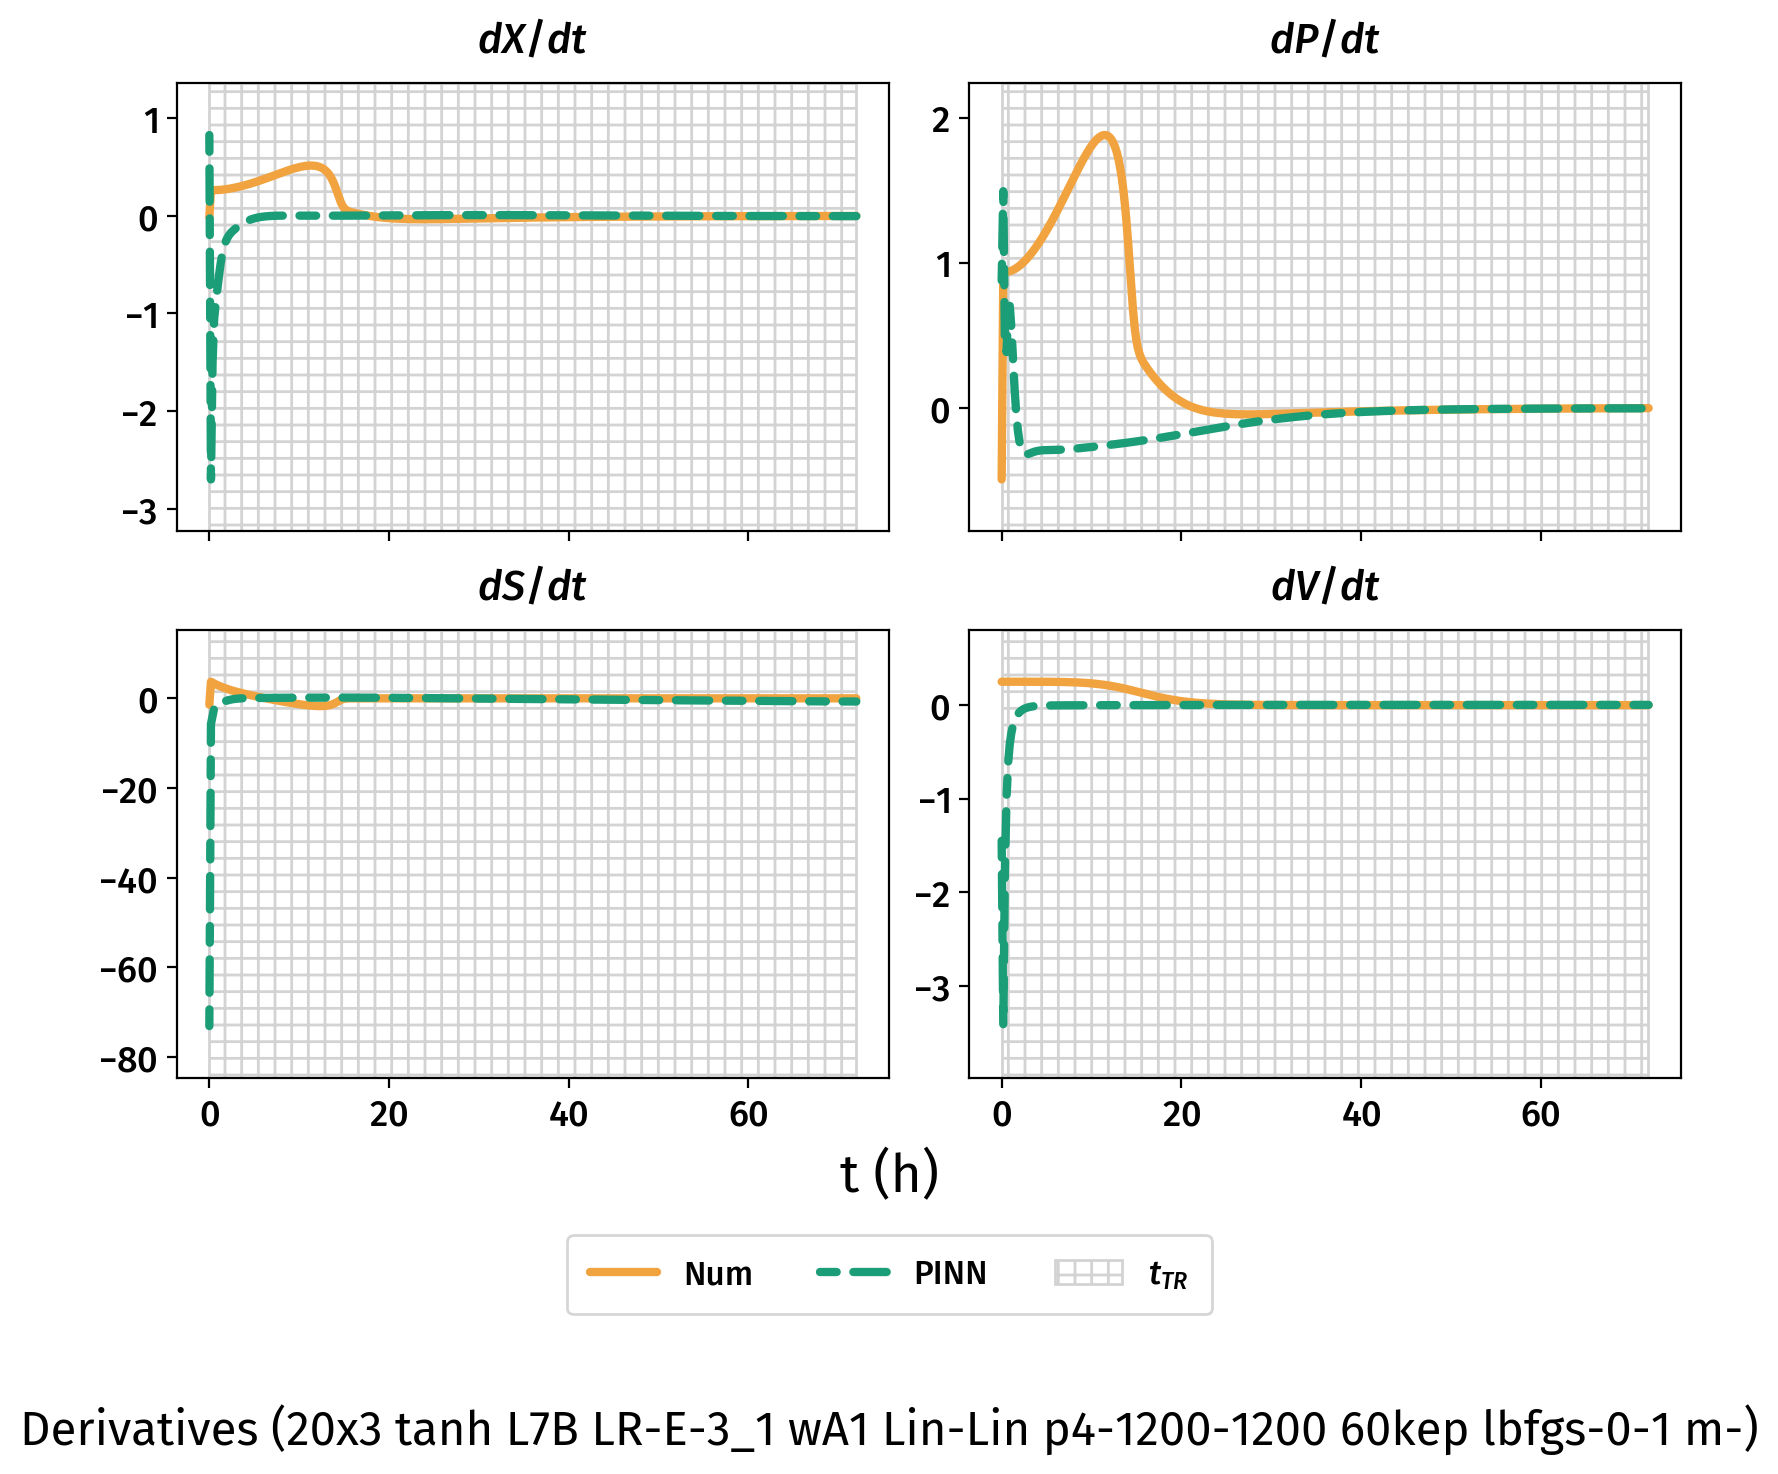 dX/dt
dP/dt
1
0
−1
−2
−3
2
1
0
dS/dt
dV/dt
0
−20
−40
−60
−80
0
−1
−2
−3
0 20 40 60
0 20 40 60
t (h)
Num PINN tTR
Derivatives (20x3 tanh L7B LR-E-3_1 wA1 Lin-Lin p4-1200-1200 60kep lbfgs-0-1 m-)